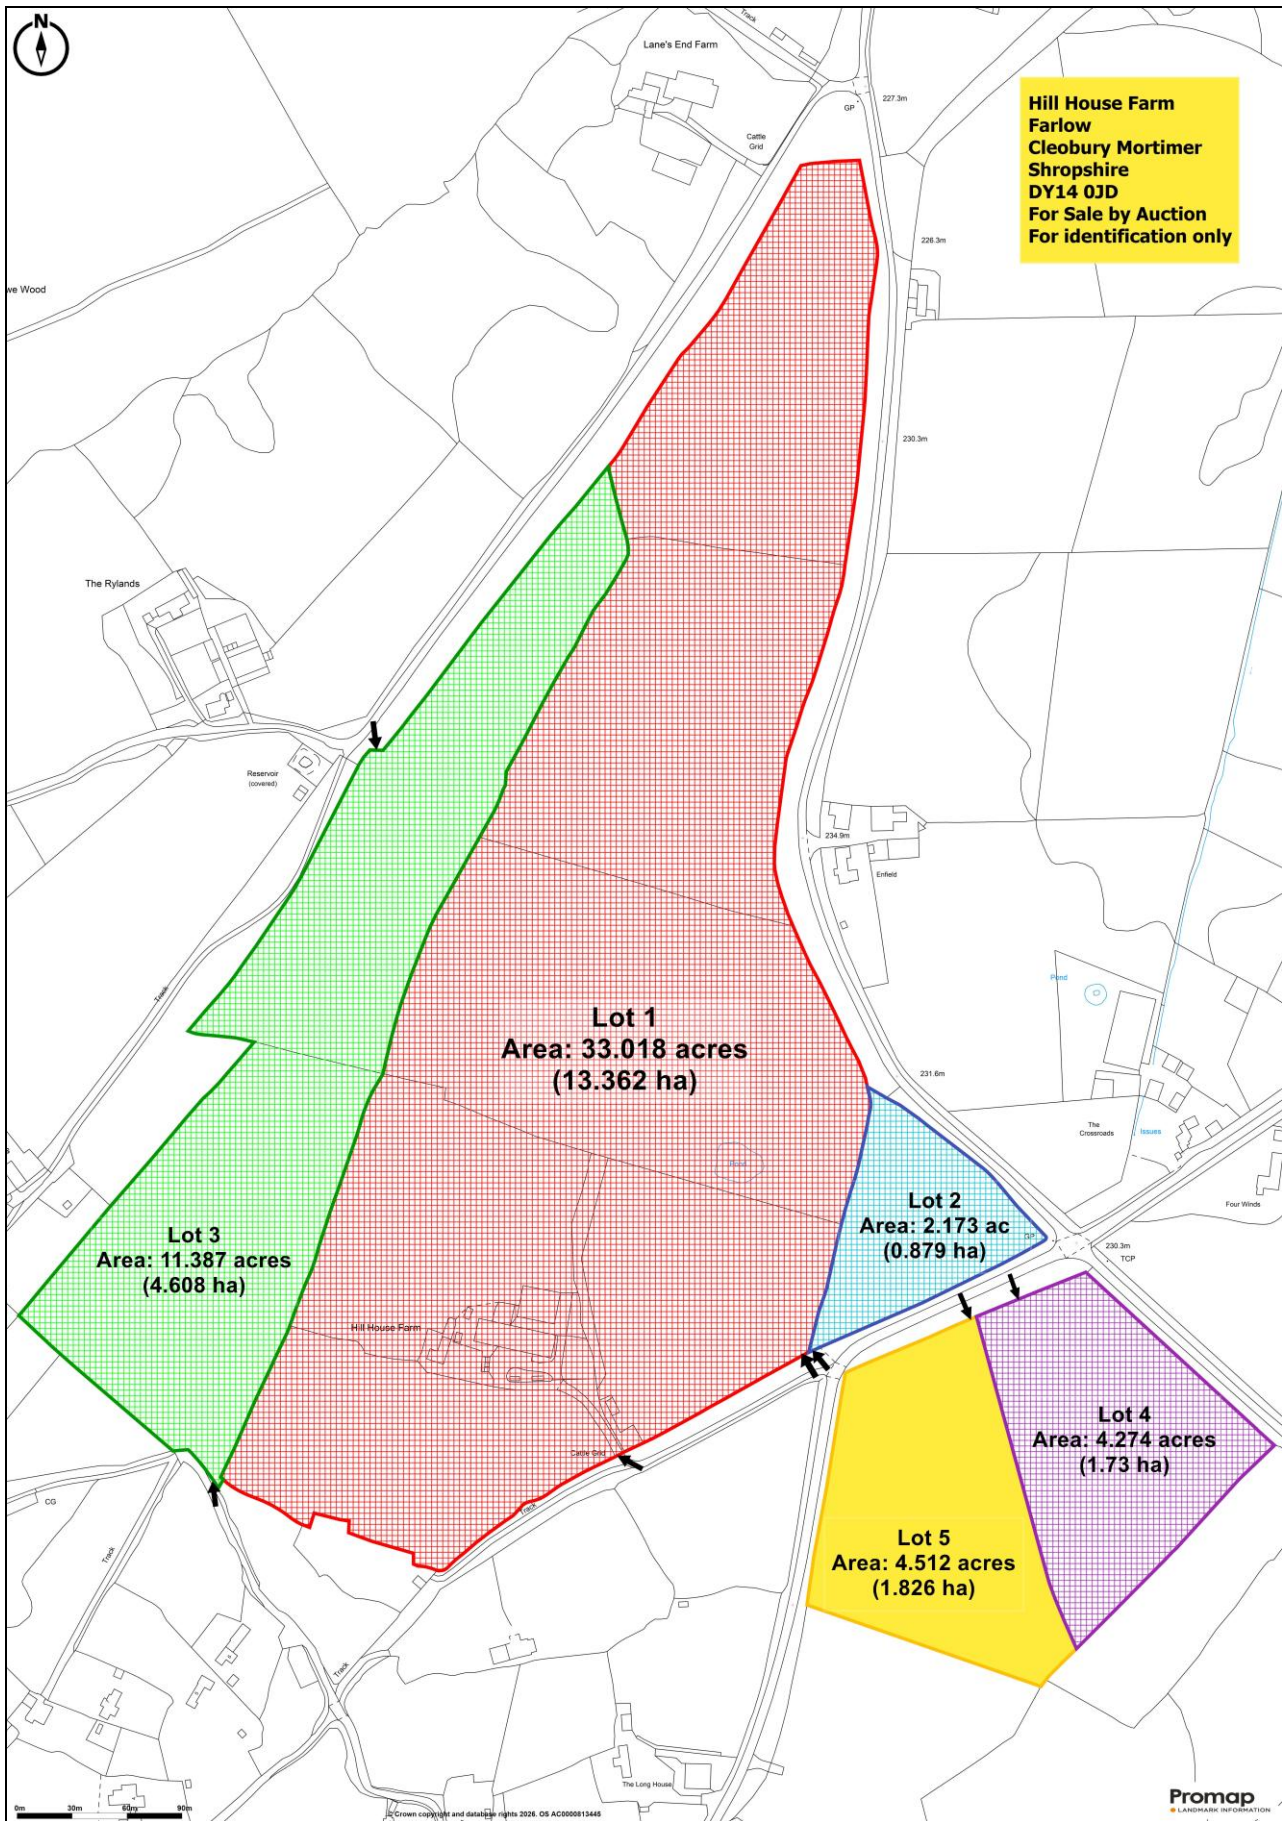 N
Track
Lane's End Farm
227.3m
GP
Hill House Farm
Farlow
Cleobury Mortimer
Shropshire
DY14 0JD
For Sale by Auction
For identification only
Cattle
Grid
226.3m
we Wood
230.3m
The Rylands
Reservoir
(covered)
234.9m
Enfield
Track
Pond
Lot 1
Area: 33.018 acres
(13.362 ha)
231.6m
The
Crossroads
Issues
Pond
Four Winds
Lot 2
Area: 2.173 ac
(0.879 ha)
Lot 3
Area: 11.387 acres
(4.608 ha)
230.3m
TCP
Hill House Farm
Lot 4
Area: 4.274 acres
(1.73 ha)
Cattle Grid
CG
Track
Track
Lot 5
Area: 4.512 acres
(1.826 ha)
Track
The Long House
0m 30m 60m 90m
© Crown copyright and database rights 2026. OS AC0000813445
Promap
LANDMARK INFORMATION